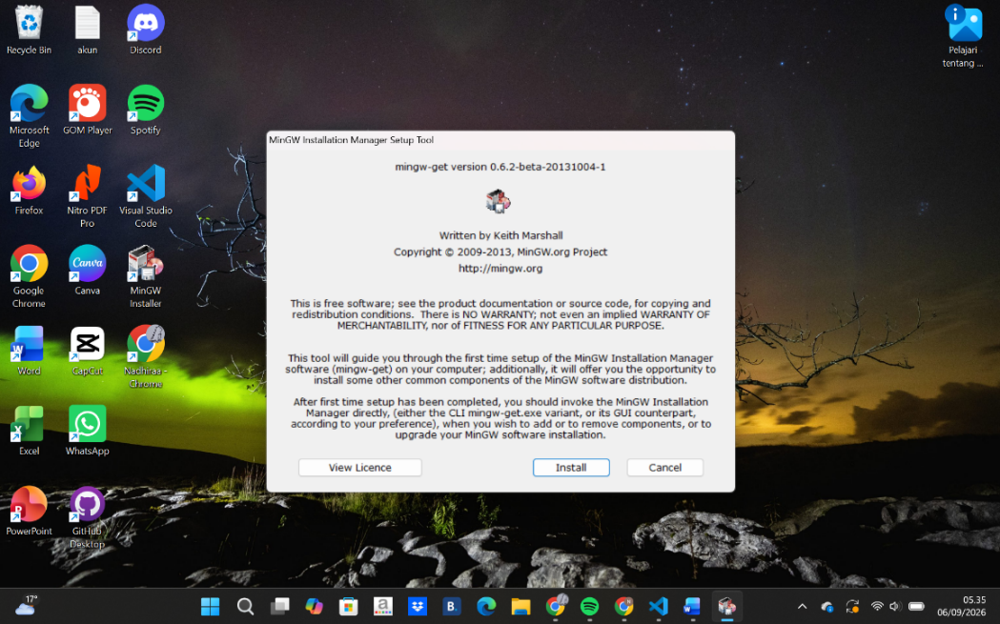 Recycle Bin
akun
Discord
Pelajari
tentang ...
Microsoft
Edge
GOM Player
Spotify
Firefox
Nitro PDF
Pro
Visual Studio
Code
Google
Chrome
Canva
Canva
MinGW
Installer
Word
CapCut
Nadhiraa -
Chrome
Excel
WhatsApp
PowerPoint
GitHub
Desktop
MinGW Installation Manager Setup Tool
mingw-get version 0.6.2-beta-20131004-1
Written by Keith Marshall
Copyright © 2009-2013, MinGW.org Project
http://mingw.org
This is free software; see the product documentation or source code, for copying and
redistribution conditions. There is NO WARRANTY; not even an implied WARRANTY OF
MERCHANTABILITY, nor of FITNESS FOR ANY PARTICULAR PURPOSE.
This tool will guide you through the first time setup of the MinGW Installation Manager
software (mingw-get) on your computer; additionally, it will offer you the opportunity to
install some other common components of the MinGW software distribution.
After first time setup has been completed, you should invoke the MinGW Installation
Manager directly, (either the CLI mingw-get.exe variant, or its GUI counterpart,
according to your preference), when you wish to add or to remove components, or to
upgrade your MinGW software installation.
View Licence
Install
Cancel
17°
a
B.
05.35
06/09/2026